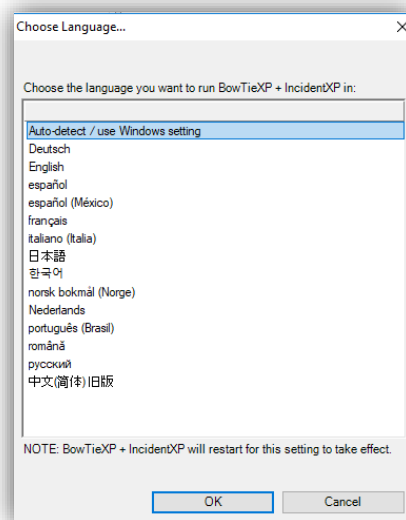 Choose Language...
Choose the language you want to run BowTieXP + IncidentXP in:
Auto-detect / use Windows setting
Deutsch
English
español
español (México)
français
italiano (Italia)
日本語
한국어
norsk bokmål (Norge)
Nederlands
português (Brasil)
română
русский
中文(简体)旧版
NOTE: BowTieXP + IncidentXP will restart for this setting to take effect.
OK
Cancel